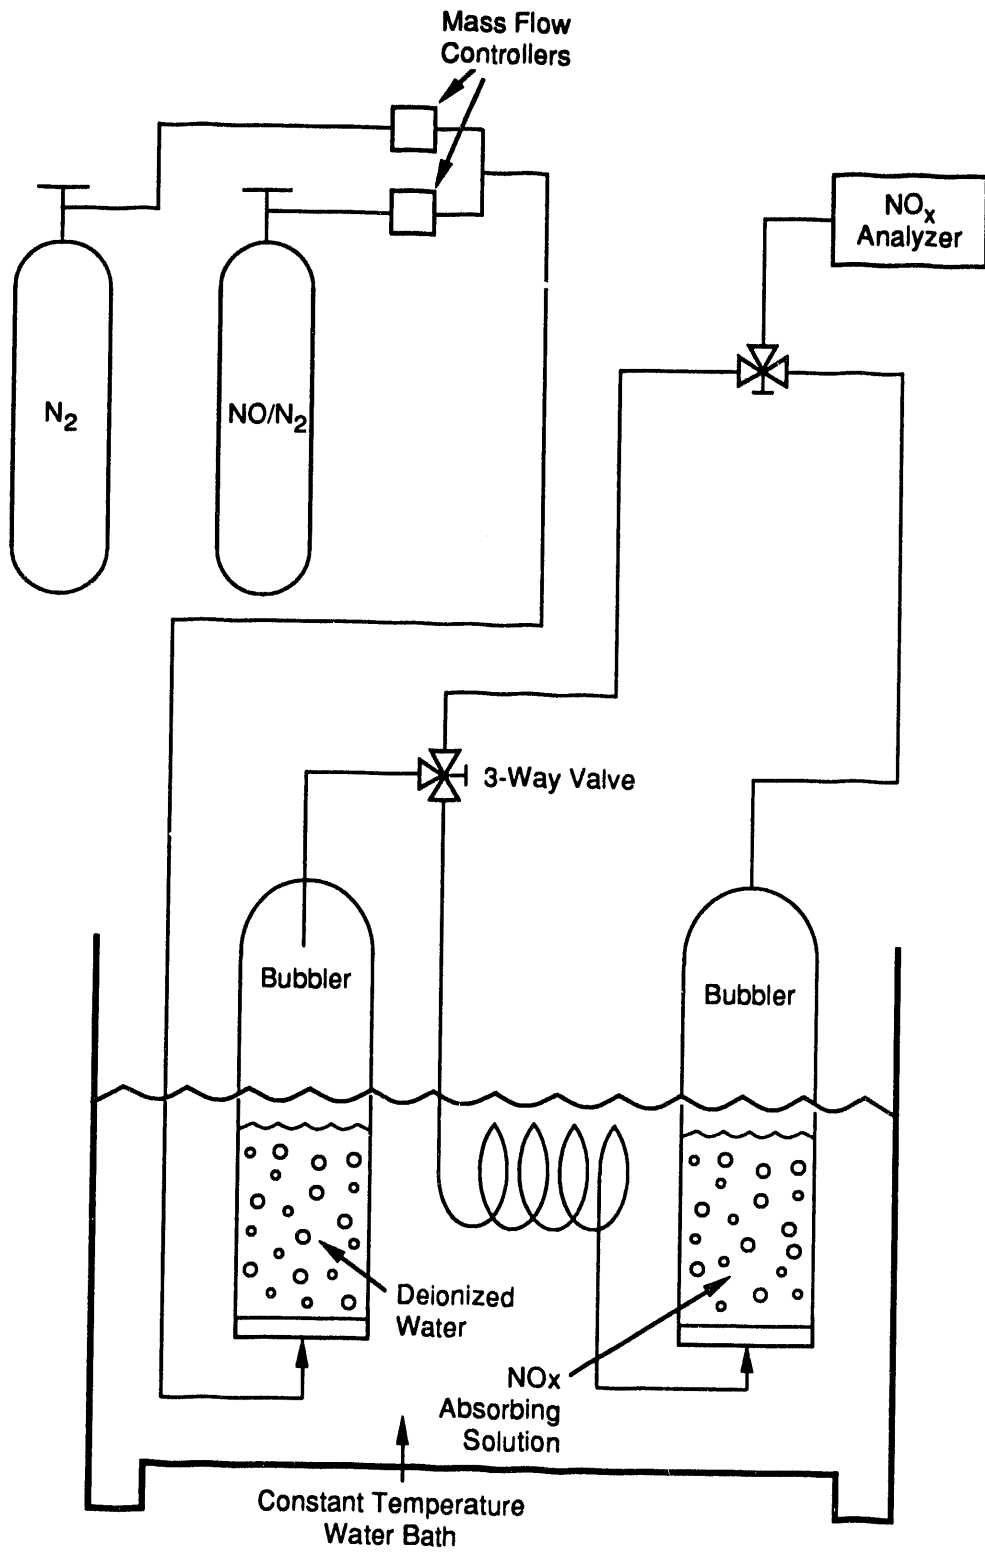 Mass Flow
Controllers
NOx
Analyzer
N2
NO/N2
3-Way Valve
Bubbler
Bubbler
Deionized
Water
NOx
Absorbing
Solution
Constant Temperature
Water Bath